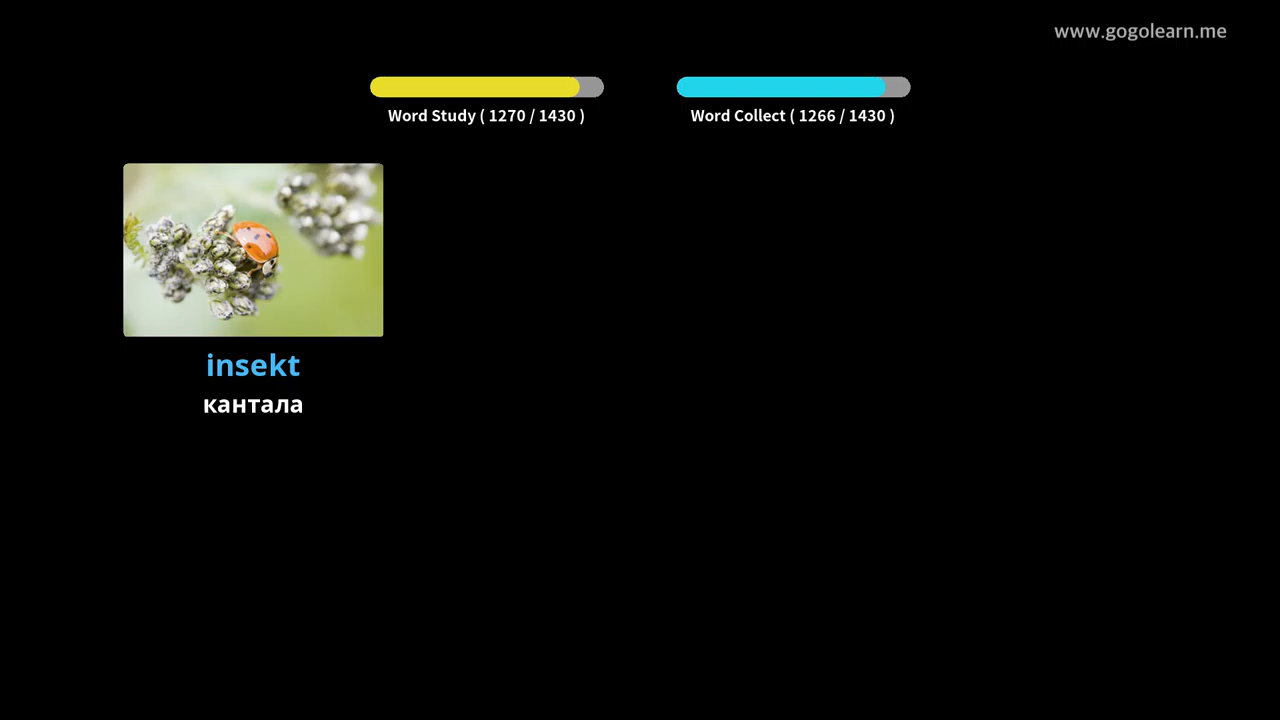 www.gogolearn.me
Word Study ( 1270 / 1430 )
Word Collect ( 1266 / 1430 )
insekt
кантала